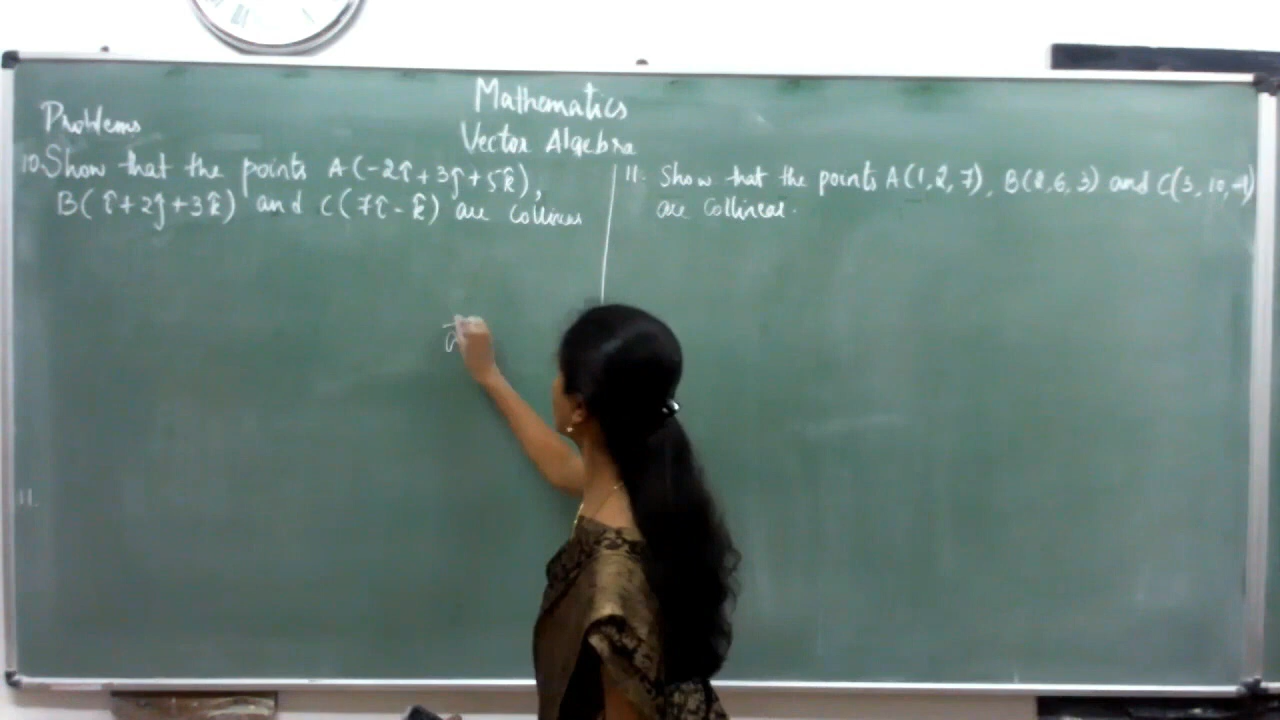 Mathematics
Vector Algebra
Problems
10. Show that the points A(-2î+3ĵ+5k̂),
B(î+2ĵ+3k̂) and C(7î-k̂) are collinear
11. Show that the points A(1,2,7), B(2,6,3) and C(3,10,-1)
are collinear.
a
11.